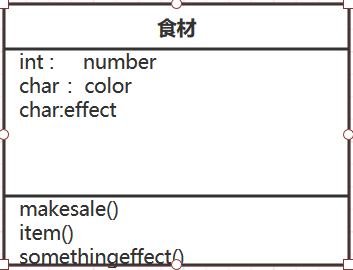 食材
int :    number
char :  color
char:effect
makesale()
item()
somethingeffect()